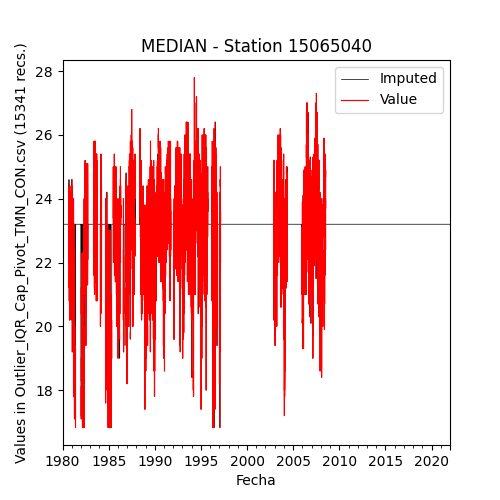 MEDIAN - Station 15065040
Values in Outlier_IQR_Cap_Pivot_TMN_CON.csv (15341 recs.)
28
26
24
22
20
18
Imputed
Value
1980 1985 1990 1995 2000 2005 2010 2015 2020
Fecha